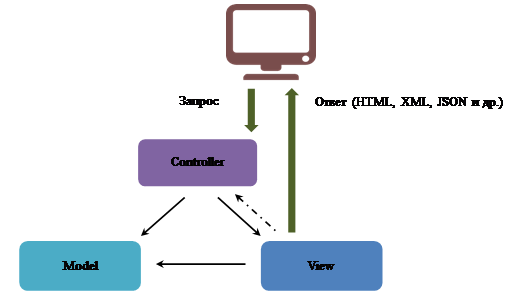 Запрос
Ответ (HTML, XML, JSON и др.)
Controller
Model
View